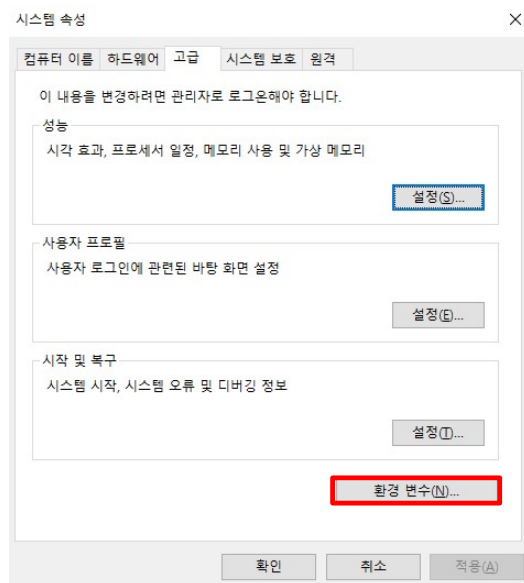 시스템 속성
컴퓨터 이름 하드웨어 고급 시스템 보호 원격
이 내용을 변경하려면 관리자로 로그온해야 합니다.
성능
시각 효과, 프로세서 일정, 메모리 사용 및 가상 메모리
설정(S)...
사용자 프로필
사용자 로그인에 관련된 바탕 화면 설정
설정(E)...
시작 및 복구
시스템 시작, 시스템 오류 및 디버깅 정보
설정(T)...
환경 변수(N)...
확인 취소 적용(A)